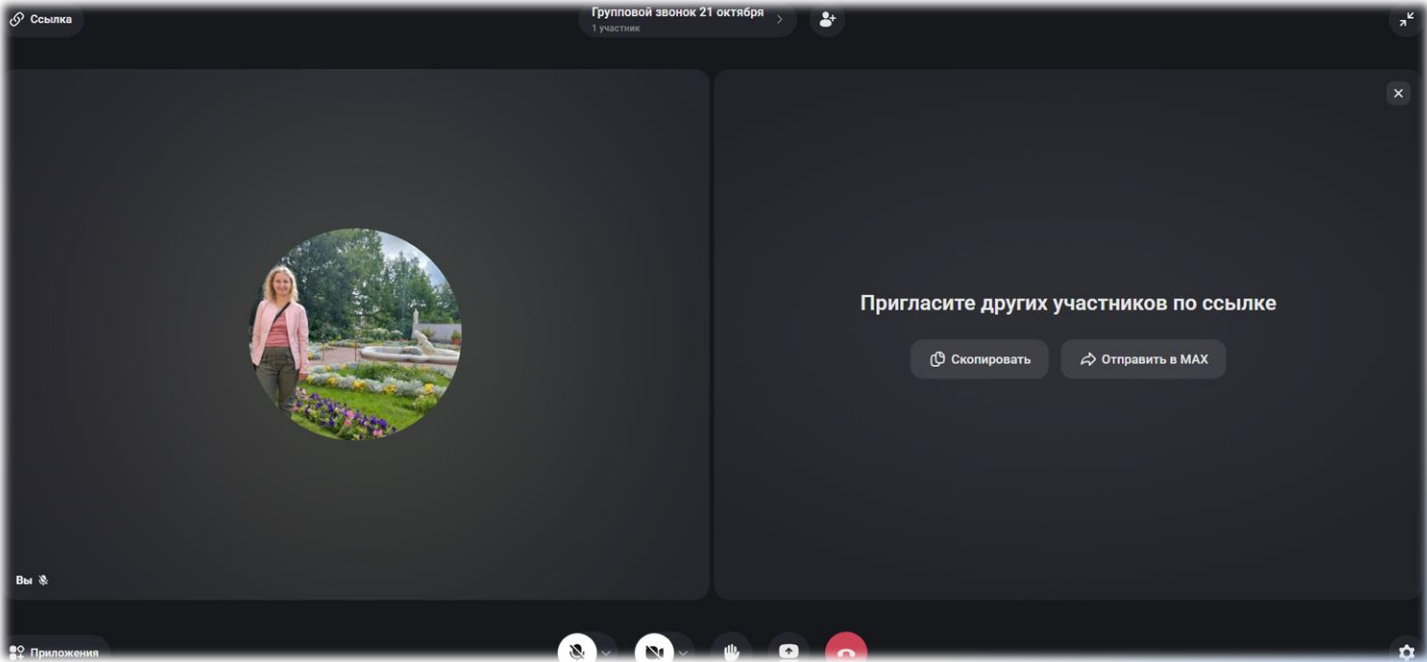 Ссылка
Групповой звонок 21 октября
1 участник
Пригласите других участников по ссылке
Скопировать
Отправить в MAX
Вы
Приложения